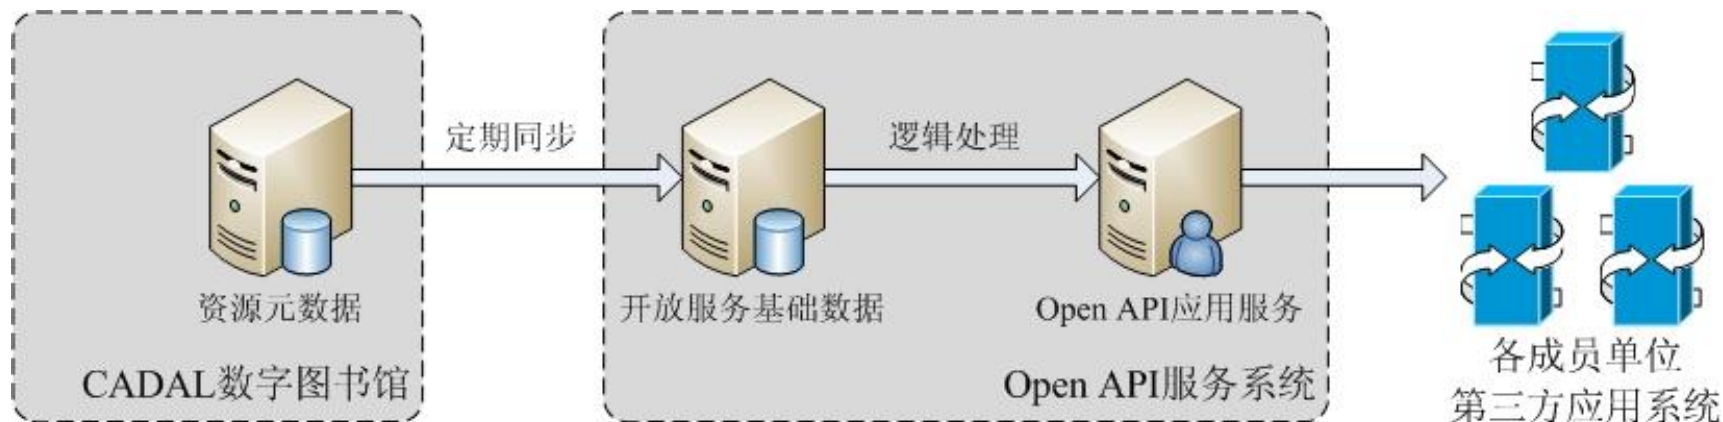 定期同步
逻辑处理
资源元数据
开放服务基础数据
Open API应用服务
CADAL数字图书馆
Open API服务系统
各成员单位
第三方应用系统